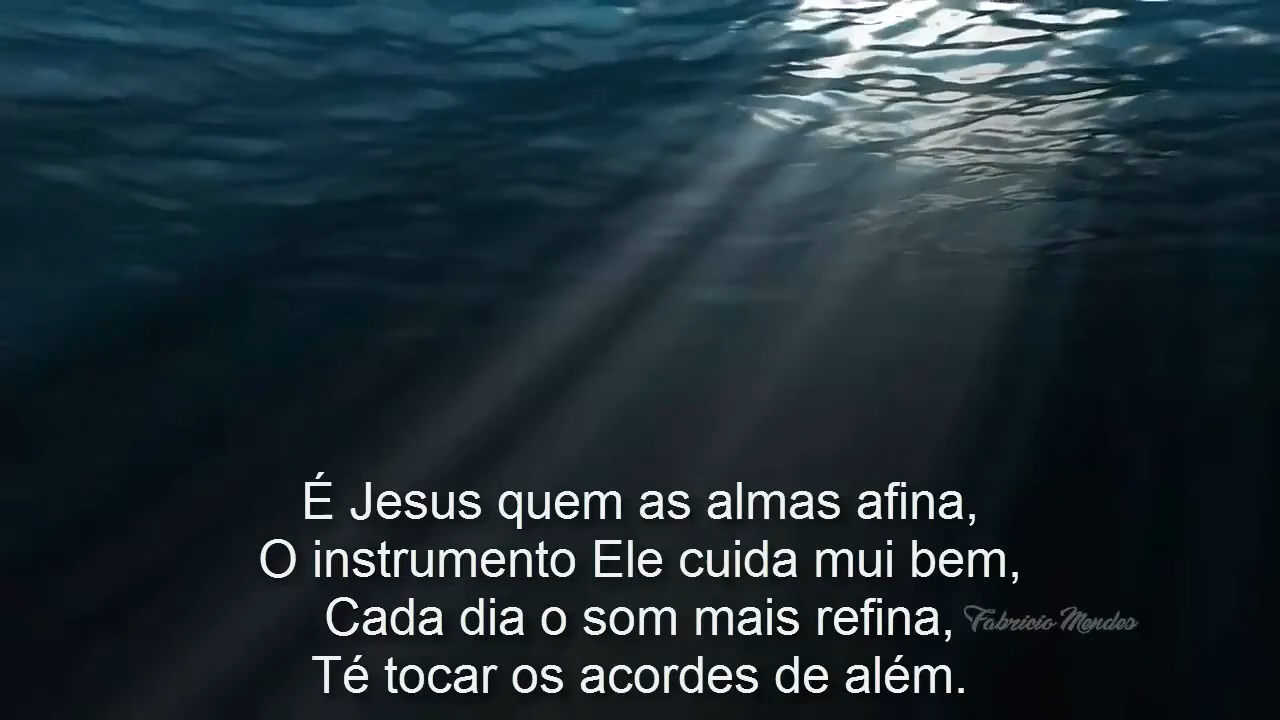 É Jesus quem as almas afina,
O instrumento Ele cuida mui bem,
Cada dia o som mais refina,
Fabricio Mendes
Té tocar os acordes de além.